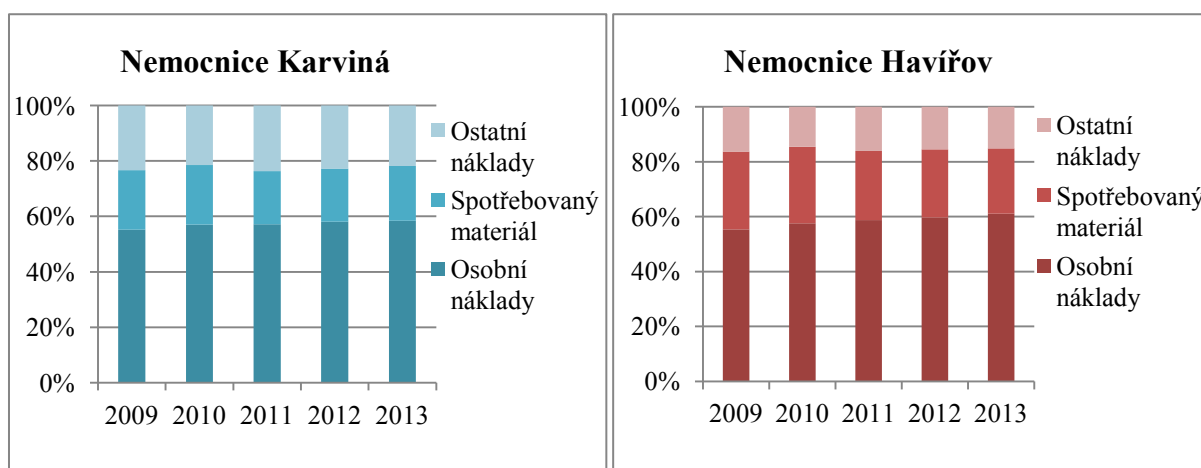 Nemocnice Karviná
100%
80%
60%
40%
20%
0%
2009 2010 2011 2012 2013
Ostatní
náklady
Spotřebovaný
materiál
Osobní
náklady
Nemocnice Havířov
100%
80%
60%
40%
20%
0%
2009 2010 2011 2012 2013
Ostatní
náklady
Spotřebovaný
materiál
Osobní
náklady